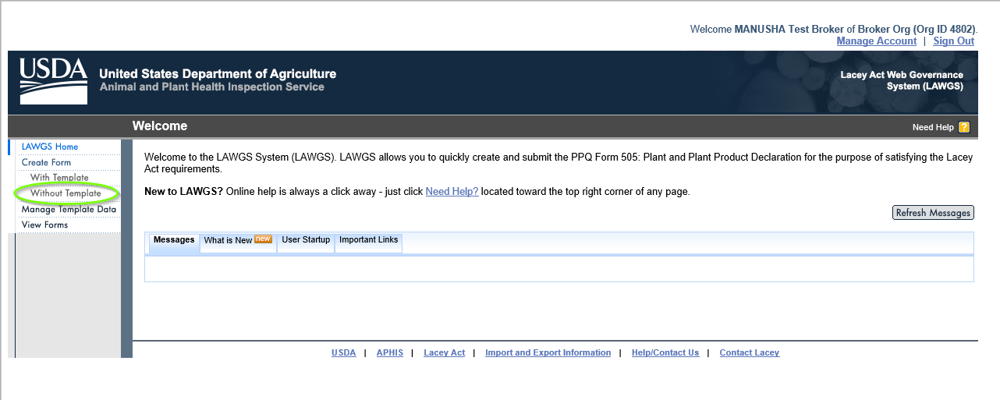 Welcome MANUSHA Test Broker of Broker Org (Org ID 4802).
Manage Account | Sign Out
USDA
United States Department of Agriculture
Animal and Plant Health Inspection Service
Lacey Act Web Governance
System (LAWGS)
Welcome
Need Help ?
LAWGS Home
Create Form
With Template
Without Template
Manage Template Data
View Forms
Welcome to the LAWGS System (LAWGS). LAWGS allows you to quickly create and submit the PPQ Form 505: Plant and Plant Product Declaration for the purpose of satisfying the Lacey
Act requirements.
New to LAWGS? Online help is always a click away - just click Need Help? located toward the top right corner of any page.
Refresh Messages
Messages What is New new User Startup Important Links
USDA | APHIS | Lacey Act | Import and Export Information | Help/Contact Us | Contact Lacey